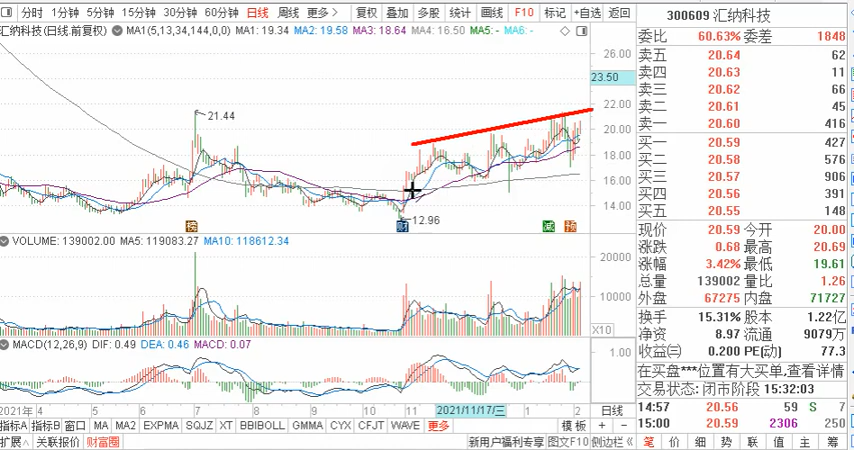 分时 1分钟 5分钟 15分钟 30分钟 60分钟 日线 周线 更多 > 复权 叠加 多股 统计 画线 F10 标记 +自选 返回
汇纳科技(日线,前复权) MA1(5,13,34,144,0,0) MA1: 19.34 MA2: 19.58 MA3: 18.64 MA4: 16.50 MA5: - MA6: -
26.00
23.50
22.00
20.00
18.00
16.00
14.00
21.44
12.96
榜 财 减 预
VOLUME: 139002.00 MA5: 119083.27 MA10: 118612.34
20000
10000
X10
MACD(12,26,9) DIF: 0.49 DEA: 0.46 MACD: 0.07
1.00
0.00
2021年 4 5 6 7 8 9 10 11 2021/11/17/三 1 2 日线
指标A 指标B 窗口 MA MA2 EXPMA SQJZ XT BBIBOLL GMMA CYX CFJT WAVE 更多 模板 + -
扩展∧ 关联报价 财富圈 新用户福利专享 图文F10 侧边栏《
300609 汇纳科技
委比 60.63% 委差 1848
卖五 20.64 62
卖四 20.63 11
卖三 20.62 66
卖二 20.61 45
卖一 20.60 416
买一 20.59 427
买二 20.58 576
买三 20.57 906
买四 20.56 391
买五 20.55 148
现价 20.59 今开 20.00
涨跌 0.68 最高 20.69
涨幅 3.42% 最低 19.61
总量 139002 量比 1.26
外盘 67275 内盘 71727
换手 15.31% 股本 1.22亿
净资 8.97 流通 9079万
收益㈢ 0.200 PE(动) 77.3
在买盘***位置有大买单,查看详情
交易状态: 闭市阶段 15:32:03
14:57 20.56 59 S 7
15:00 20.59 2306 250
笔 价 细 势 联 值 主 筹